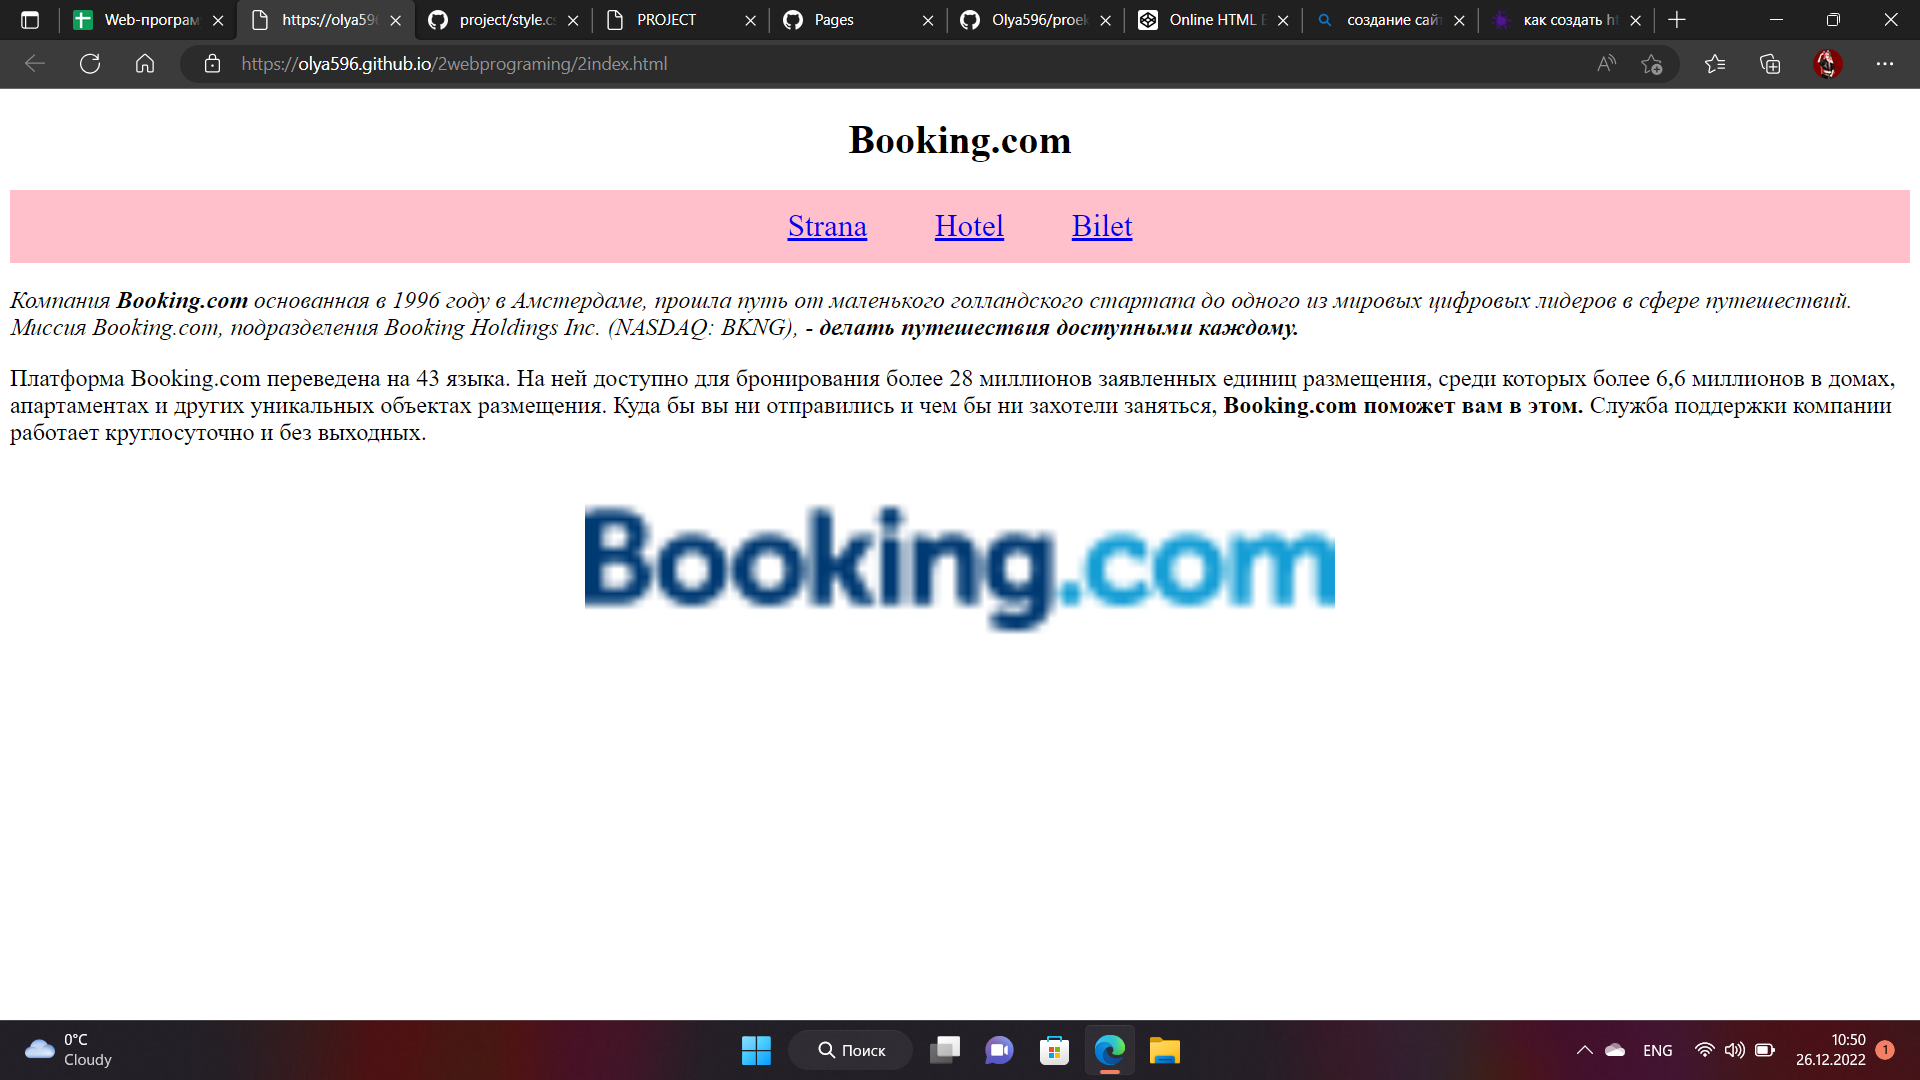 Web-програм
https://olya596
project/style.cs
PROJECT
Pages
Olya596/proek
Online HTML E
создание сайт
как создать ht
https://olya596.github.io/2webprograming/2index.html
Booking.com
Strana Hotel Bilet
Компания Booking.com основанная в 1996 году в Амстердаме, прошла путь от маленького голландского стартапа до одного из мировых цифровых лидеров в сфере путешествий.
Миссия Booking.com, подразделения Booking Holdings Inc. (NASDAQ: BKNG), - делать путешествия доступными каждому.
Платформа Booking.com переведена на 43 языка. На ней доступно для бронирования более 28 миллионов заявленных единиц размещения, среди которых более 6,6 миллионов в домах,
апартаментах и других уникальных объектах размещения. Куда бы вы ни отправились и чем бы ни захотели заняться, Booking.com поможет вам в этом. Служба поддержки компании
работает круглосуточно и без выходных.
Booking.com
0°C
Cloudy
Поиск
ENG
10:50
26.12.2022
1